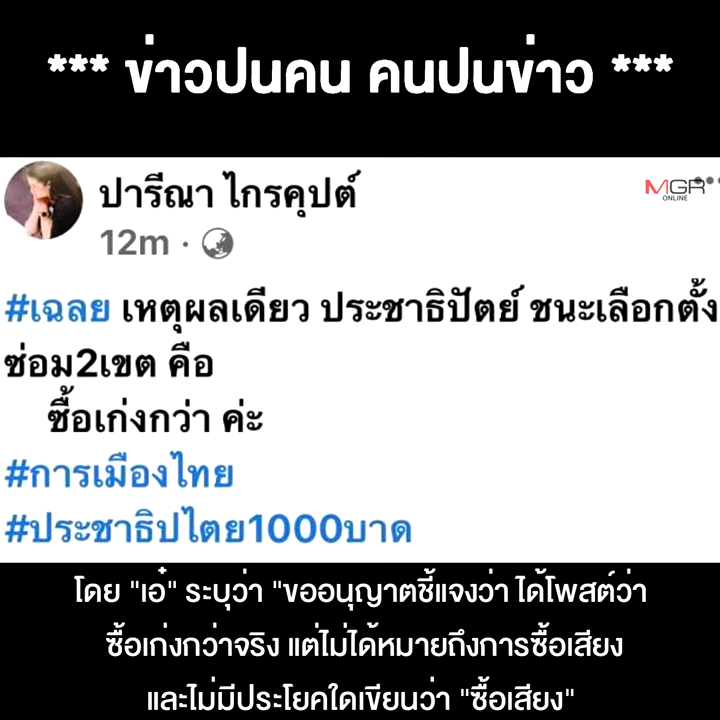 *** ข่าวปนคน คนปนข่าว ***
ปารีณา ไกรคุปต์
MGR
ONLINE
12m ·
#เฉลย เหตุผลเดียว ประชาธิปัตย์ ชนะเลือกตั้ง
ซ่อม2เขต คือ
ซื้อเก่งกว่า ค่ะ
#การเมืองไทย
#ประชาธิปไตย1000บาด
โดย "เอ๋" ระบุว่า "ขออนุญาตชี้แจงว่า ได้โพสต์ว่า
ซื้อเก่งกว่าจริง แต่ไม่ได้หมายถึงการซื้อเสียง
และไม่มีประโยคใดเขียนว่า "ซื้อเสียง"